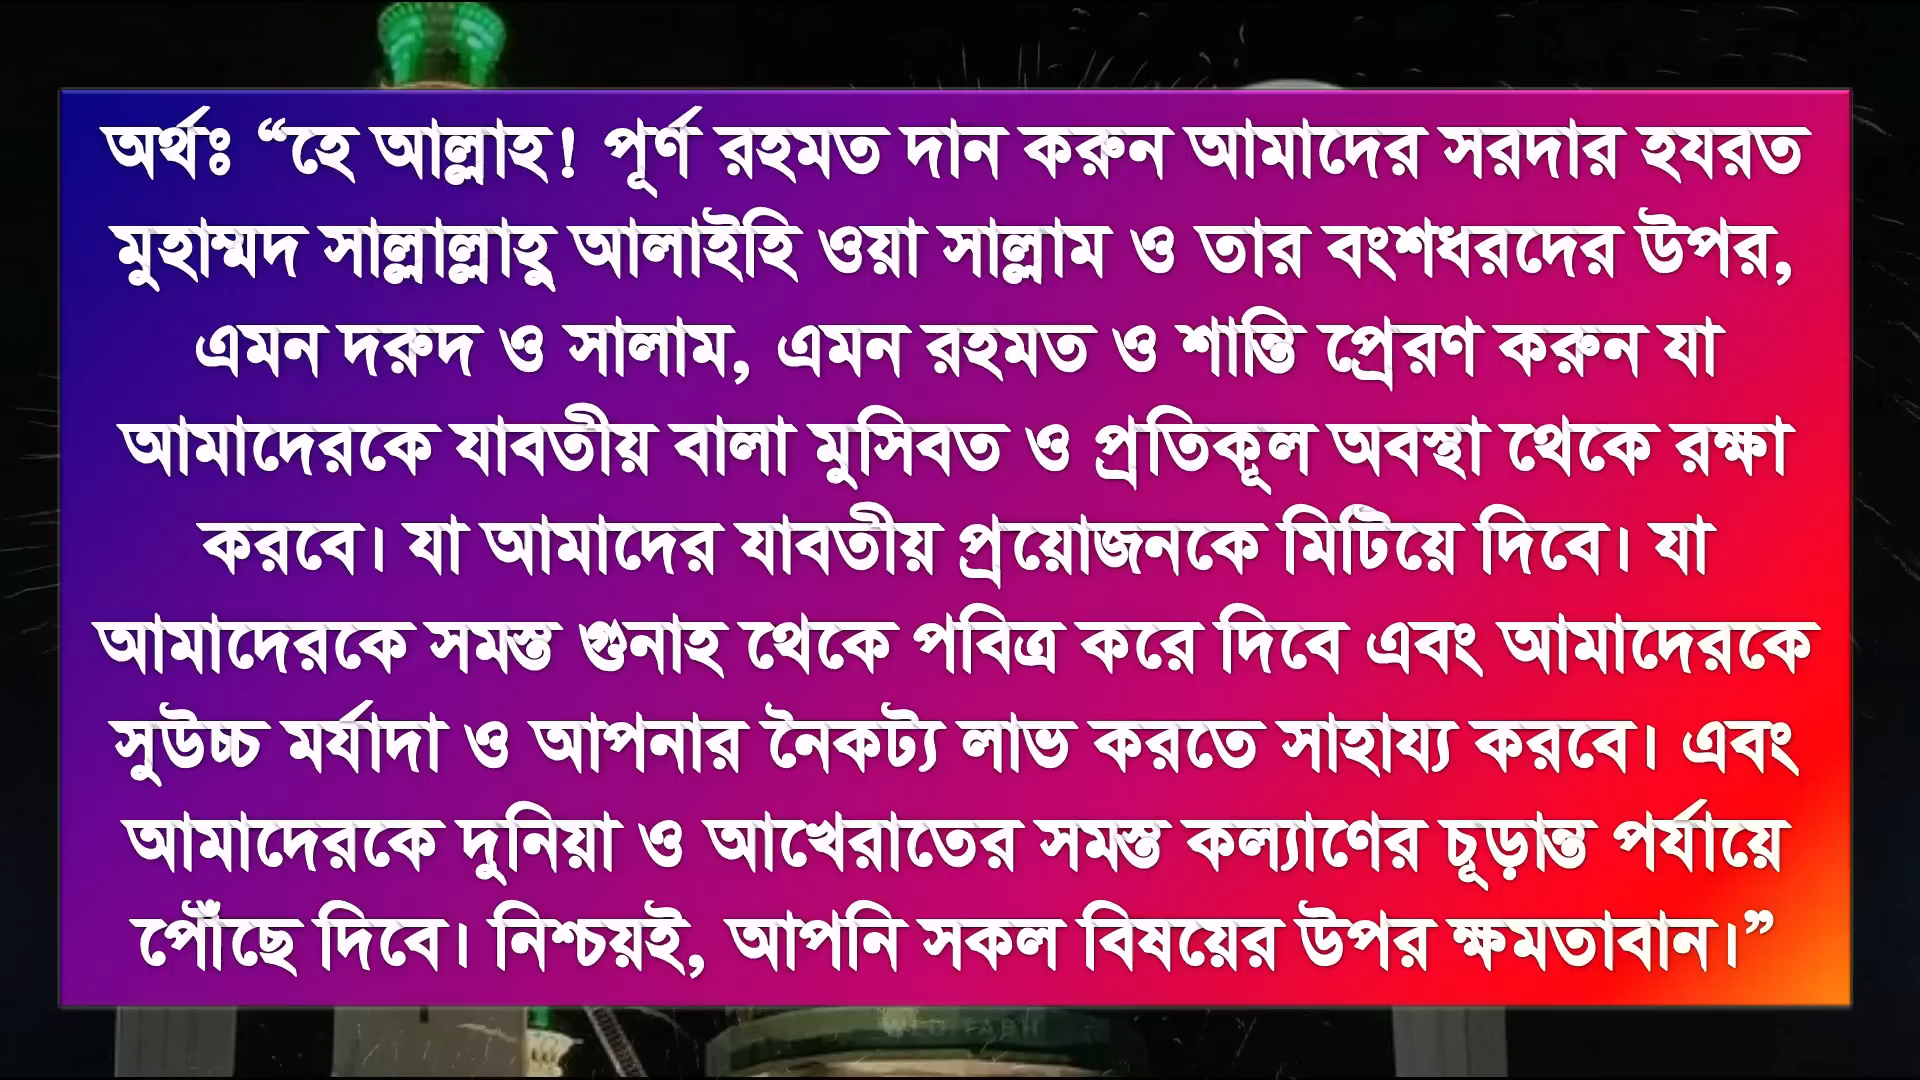 অর্থঃ “হে আল্লাহ! পূর্ণ রহমত দান করুন আমাদের সরদার হযরত
মুহাম্মদ সাল্লাল্লাহু আলাইহি ওয়া সাল্লাম ও তার বংশধরদের উপর,
এমন দরুদ ও সালাম, এমন রহমত ও শান্তি প্রেরণ করুন যা
আমাদেরকে যাবতীয় বালা মুসিবত ও প্রতিকূল অবস্থা থেকে রক্ষা
করবে। যা আমাদের যাবতীয় প্রয়োজনকে মিটিয়ে দিবে। যা
আমাদেরকে সমস্ত গুনাহ থেকে পবিত্র করে দিবে এবং আমাদেরকে
সুউচ্চ মর্যাদা ও আপনার নৈকট্য লাভ করতে সাহায্য করবে। এবং
আমাদেরকে দুনিয়া ও আখেরাতের সমস্ত কল্যাণের চূড়ান্ত পর্যায়ে
পৌঁছে দিবে। নিশ্চয়ই, আপনি সকল বিষয়ের উপর ক্ষমতাবান।”